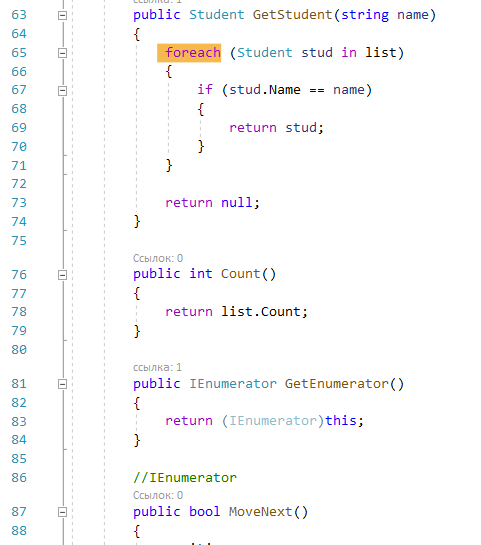 ссылка: 1
63 public Student GetStudent(string name)
64 {
65 foreach (Student stud in list)
66 {
67 if (stud.Name == name)
68 {
69 return stud;
70 }
71 }
72
73 return null;
74 }
75
Ссылок: 0
76 public int Count()
77 {
78 return list.Count;
79 }
80
ссылка: 1
81 public IEnumerator GetEnumerator()
82 {
83 return (IEnumerator)this;
84 }
85
86 //IEnumerator
Ссылок: 0
87 public bool MoveNext()
88 {